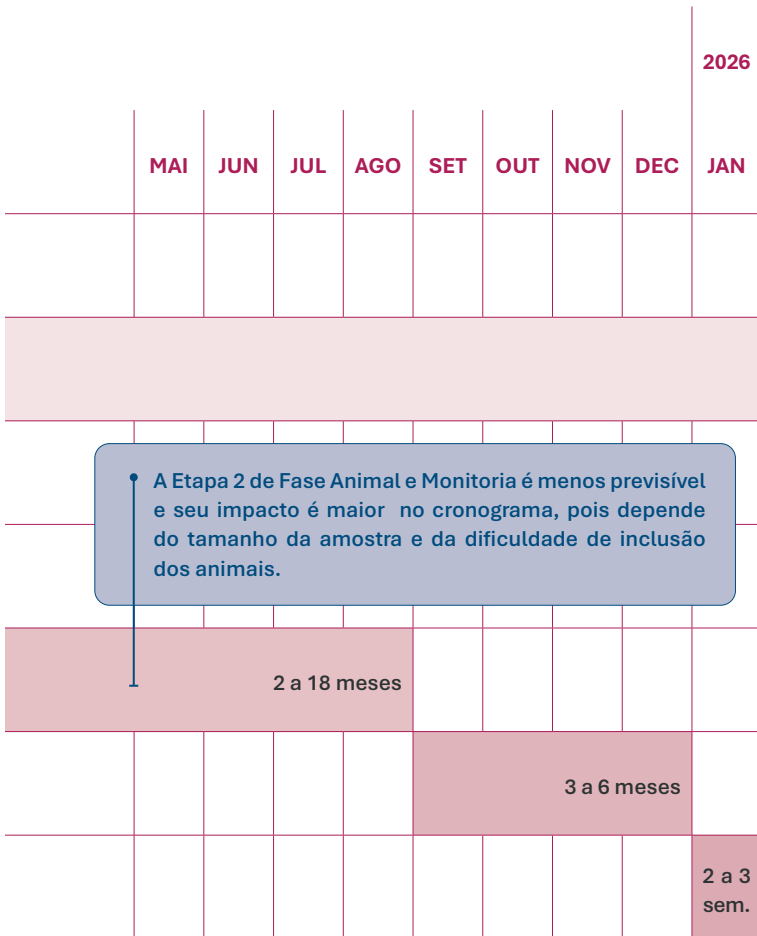 2026
MAI JUN JUL AGO SET OUT NOV DEC JAN
A Etapa 2 de Fase Animal e Monitoria é menos previsível
e seu impacto é maior no cronograma, pois depende
do tamanho da amostra e da dificuldade de inclusão
dos animais.
2 a 18 meses
3 a 6 meses
2 a 3
sem.